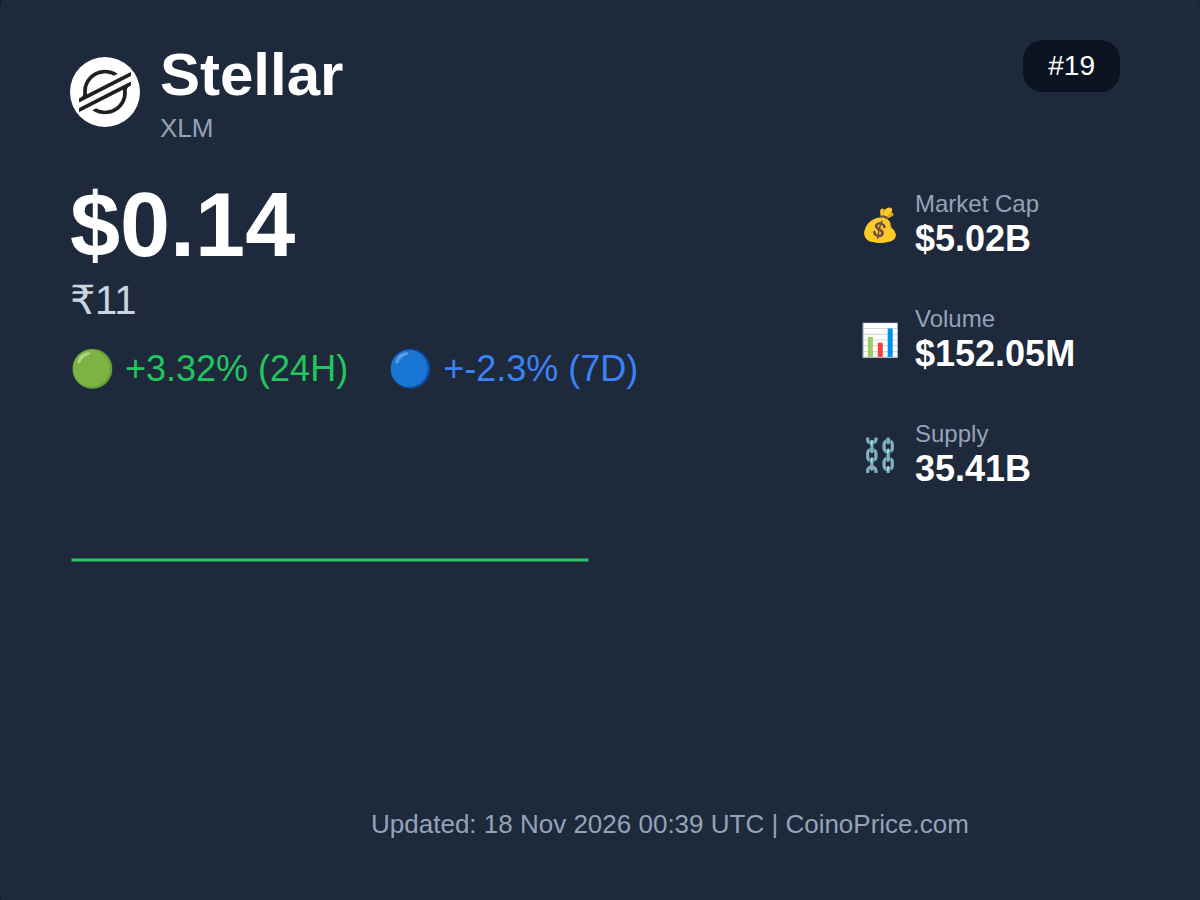 Stellar
XLM
#19
$0.14
₹11
+3.32% (24H)
+-2.3% (7D)
Market Cap
$5.02B
Volume
$152.05M
Supply
35.41B
Updated: 18 Nov 2026 00:39 UTC | CoinoPrice.com